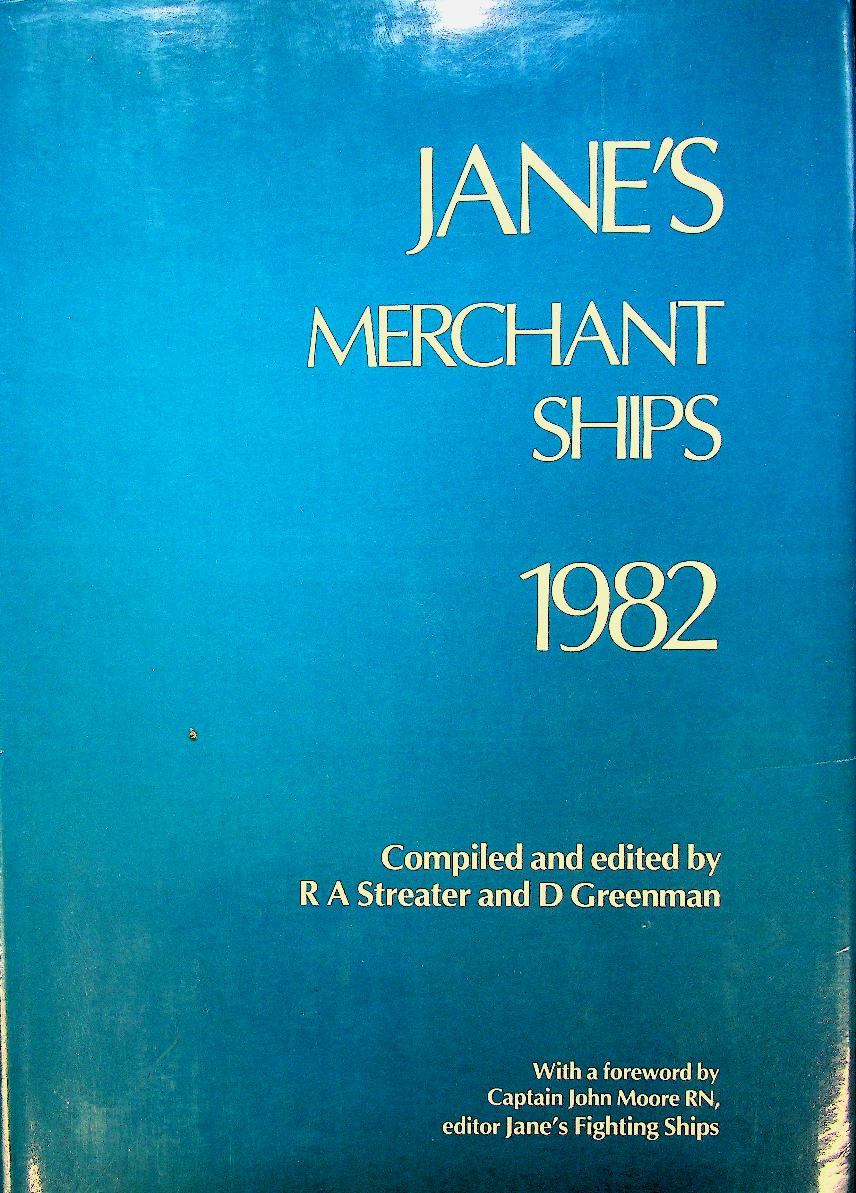 JANE'S
MERCHANT
SHIPS
1982
Compiled and edited by
R A Streater and D Greenman
With a foreword by
Captain John Moore RN,
editor Jane's Fighting Ships